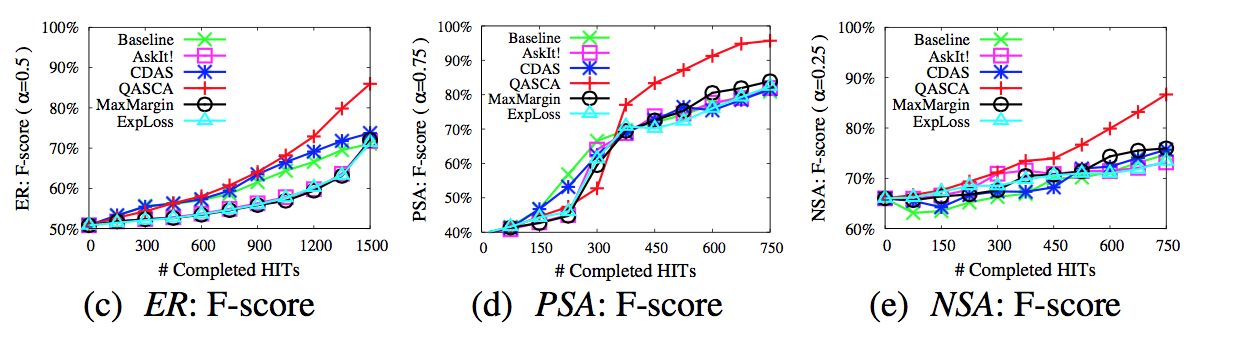 ER: F-score ( α=0.5 )
100%
90%
80%
70%
60%
50%
Baseline
AskIt!
CDAS
QASCA
MaxMargin
ExpLoss
0 300 600 900 1200 1500
# Completed HITs
(c) ER: F-score
PSA: F-score ( α=0.75 )
100%
90%
80%
70%
60%
50%
40%
Baseline
AskIt!
CDAS
QASCA
MaxMargin
ExpLoss
0 150 300 450 600 750
# Completed HITs
(d) PSA: F-score
NSA: F-score ( α=0.25 )
100%
90%
80%
70%
60%
Baseline
AskIt!
CDAS
QASCA
MaxMargin
ExpLoss
0 150 300 450 600 750
# Completed HITs
(e) NSA: F-score